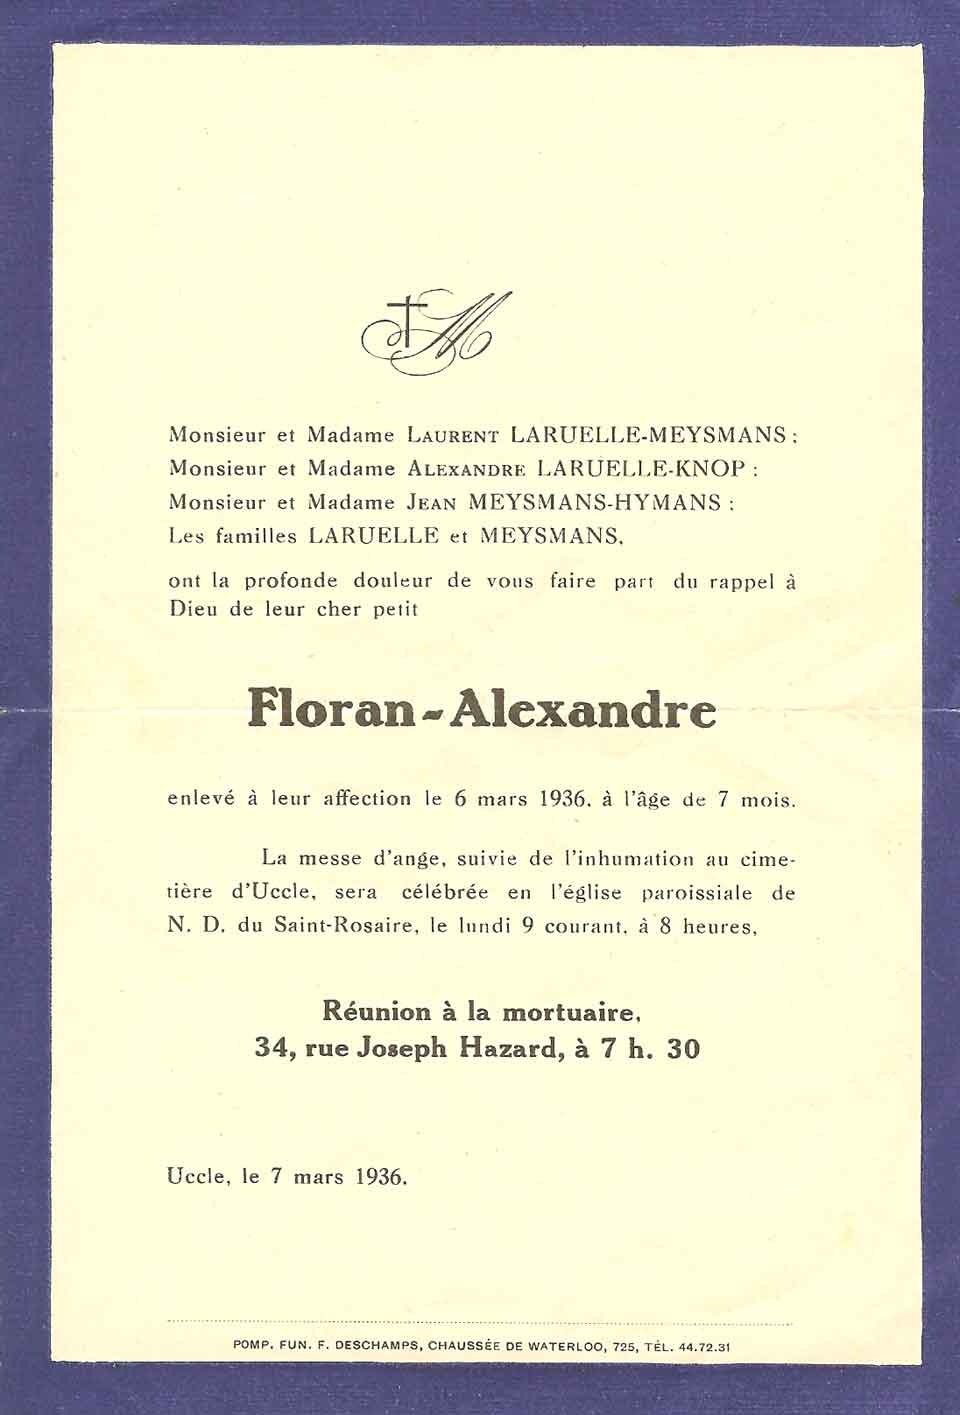 M
Monsieur et Madame LAURENT LARUELLE-MEYSMANS ;
Monsieur et Madame ALEXANDRE LARUELLE-KNOP ;
Monsieur et Madame JEAN MEYSMANS-HYMANS ;
Les familles LARUELLE et MEYSMANS,
ont la profonde douleur de vous faire part du rappel à
Dieu de leur cher petit
Floran-Alexandre
enlevé à leur affection le 6 mars 1936, à l'âge de 7 mois.
La messe d'ange, suivie de l'inhumation au cime-
tière d'Uccle, sera célébrée en l'église paroissiale de
N. D. du Saint-Rosaire, le lundi 9 courant, à 8 heures,
Réunion à la mortuaire,
34, rue Joseph Hazard, à 7 h. 30
Uccle, le 7 mars 1936.
POMP. FUN. F. DESCHAMPS, CHAUSSÉE DE WATERLOO, 725, TÉL. 44.72.31